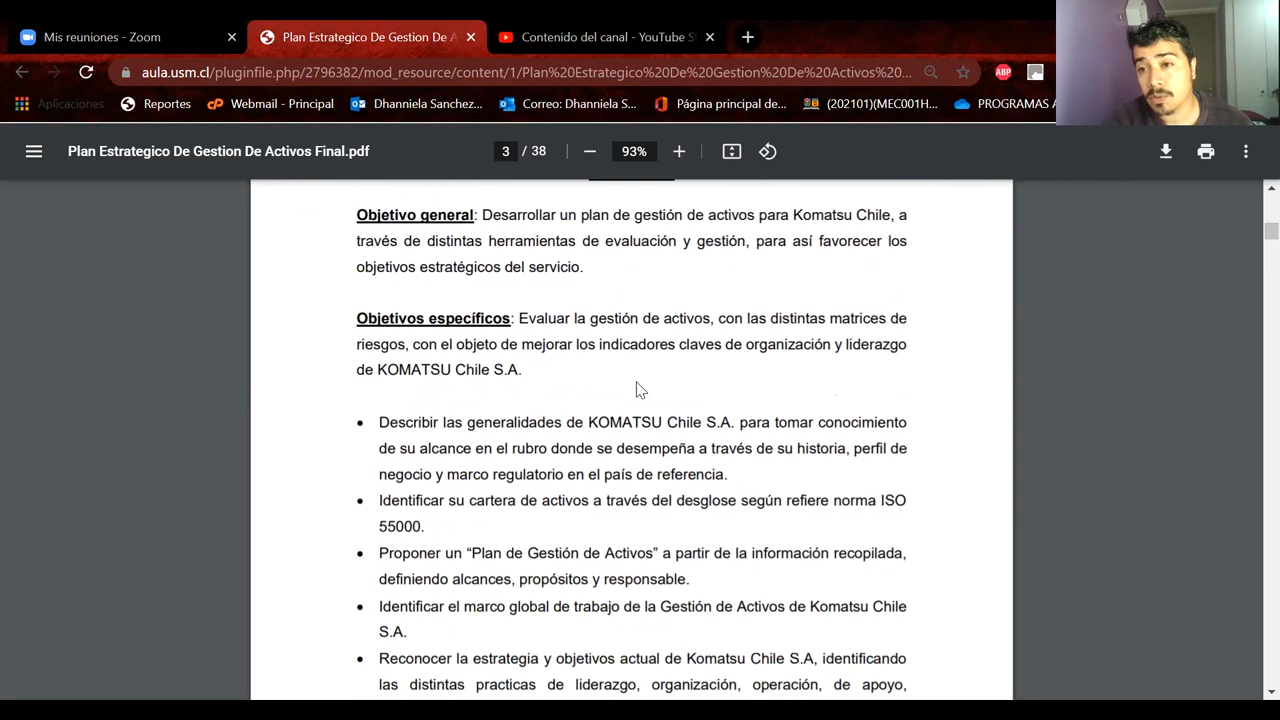 Mis reuniones - Zoom
Plan Estrategico De Gestion De A
Contenido del canal - YouTube S
aula.usm.cl/pluginfile.php/2796382/mod_resource/content/1/Plan%20Estrategico%20De%20Gestion%20De%20Activos%20...
ABP
Aplicaciones
Reportes
Webmail - Principal
Dhanniela Sanchez...
Correo: Dhanniela S...
Página principal de...
(202101)(MEC001H...
PROGRAMAS A
Plan Estrategico De Gestion De Activos Final.pdf
3 / 38
93%
Objetivo general: Desarrollar un plan de gestión de activos para Komatsu Chile, a
través de distintas herramientas de evaluación y gestión, para así favorecer los
objetivos estratégicos del servicio.
Objetivos específicos: Evaluar la gestión de activos, con las distintas matrices de
riesgos, con el objeto de mejorar los indicadores claves de organización y liderazgo
de KOMATSU Chile S.A.
• Describir las generalidades de KOMATSU Chile S.A. para tomar conocimiento
de su alcance en el rubro donde se desempeña a través de su historia, perfil de
negocio y marco regulatorio en el país de referencia.
• Identificar su cartera de activos a través del desglose según refiere norma ISO
55000.
• Proponer un “Plan de Gestión de Activos” a partir de la información recopilada,
definiendo alcances, propósitos y responsable.
• Identificar el marco global de trabajo de la Gestión de Activos de Komatsu Chile
S.A.
• Reconocer la estrategia y objetivos actual de Komatsu Chile S.A, identificando
las distintas practicas de liderazgo, organización, operación, de apoyo,